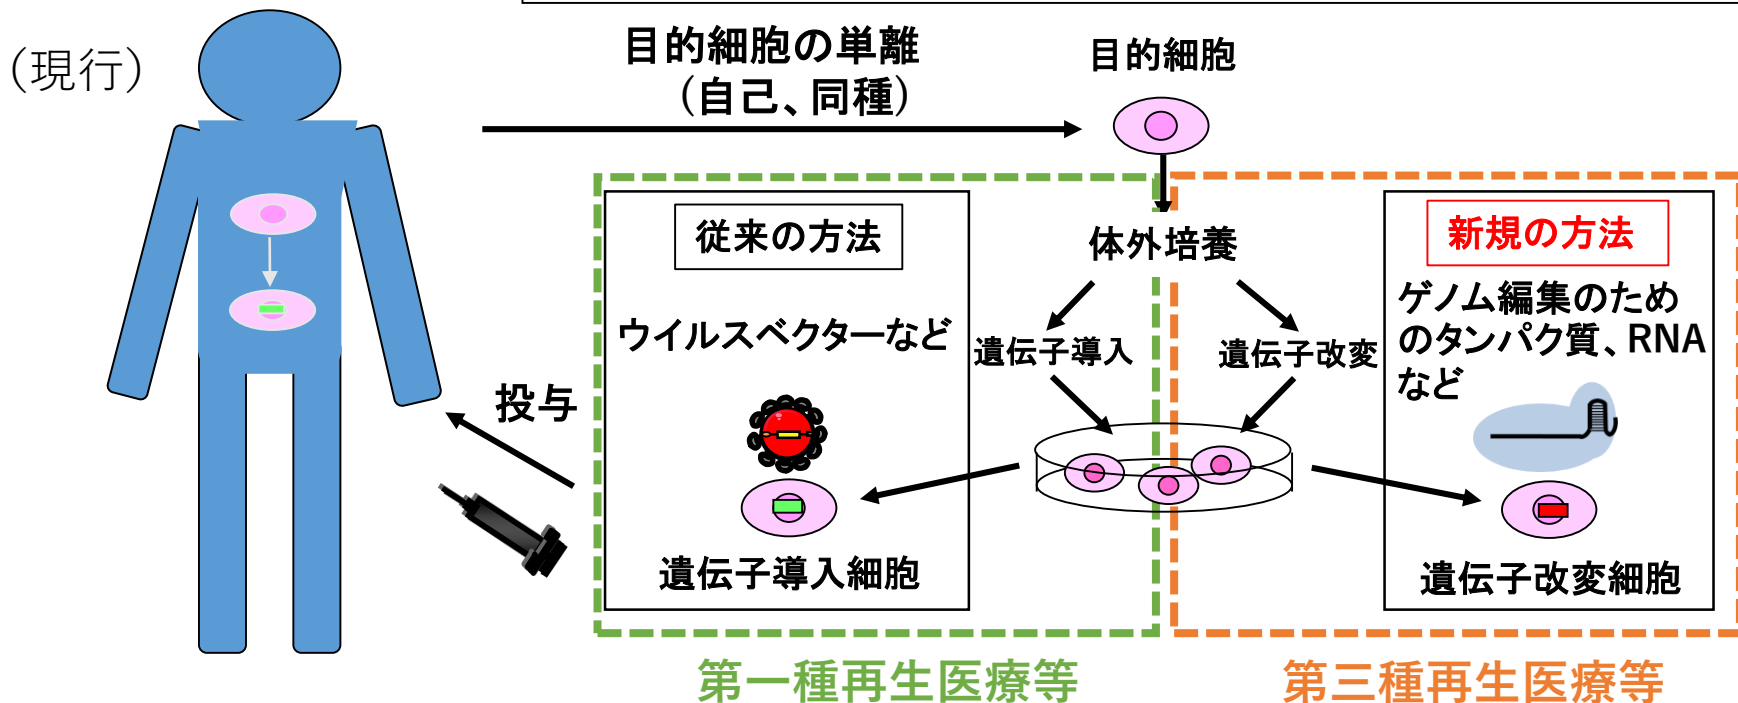 （現行）
目的細胞の単離
（自己、同種）
目的細胞
従来の方法
ウイルスベクターなど
体外培養
遺伝子導入
遺伝子改変
新規の方法
ゲノム編集のため
のタンパク質、RNA
など
投与
遺伝子導入細胞
遺伝子改変細胞
第一種再生医療等
第三種再生医療等